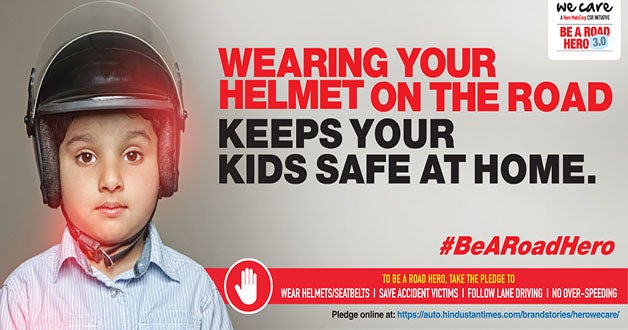 we care
A Hero MotoCorp CSR INITIATIVE
BE A ROAD
HERO 3.0
WEARING YOUR
HELMET ON THE ROAD
KEEPS YOUR
KIDS SAFE AT HOME.
#BeARoadHero
TO BE A ROAD HERO, TAKE THE PLEDGE TO
WEAR HELMETS/SEATBELTS I SAVE ACCIDENT VICTIMS I FOLLOW LANE DRIVING I NO OVER-SPEEDING
Pledge online at: https://auto.hindustantimes.com/brandstories/herowecare/